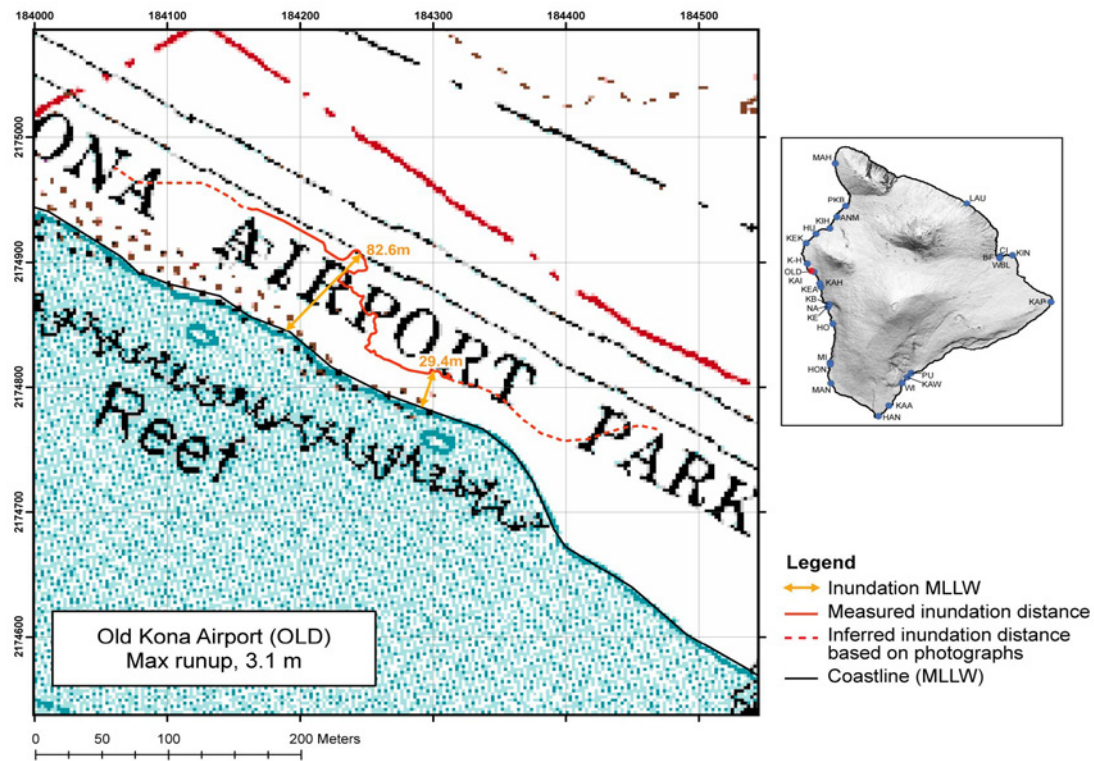 184000 184100 184200 184300 184400 184500
2175000
2174900
2174800
2174700
2174600
ONA AIRPORT PARK
82.6m
29.4m
Reef
Old Kona Airport (OLD)
Max runup, 3.1 m
0 50 100 200 Meters
MAH
PKB
LAU
ANM
KIH
HU
KEK
CI
KIN
BF
WBL
K-H
OLD
KAI
KAH
KEA
KAP
KB
NA
KE
HO
MI
HON
PU
KAW
MAN
WI
KAA
HAN
Legend
Inundation MLLW
Measured inundation distance
Inferred inundation distance
based on photographs
Coastline (MLLW)